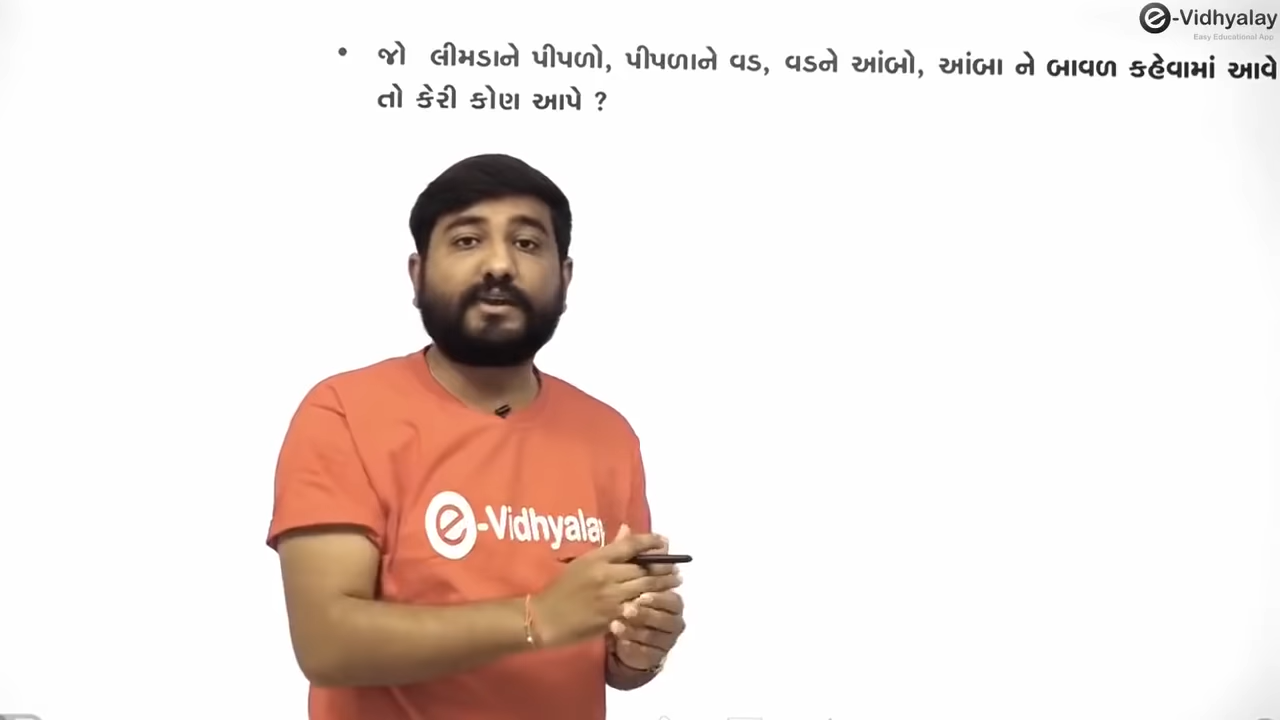 e-Vidhyalay
Easy Educational App
• જો લીમડાને પીપળો, પીપળાને વડ, વડને આંબો, આંબા ને બાવળ કહેવામાં આવે
તો કેરી કોણ આપે ?
e-Vidhyalay